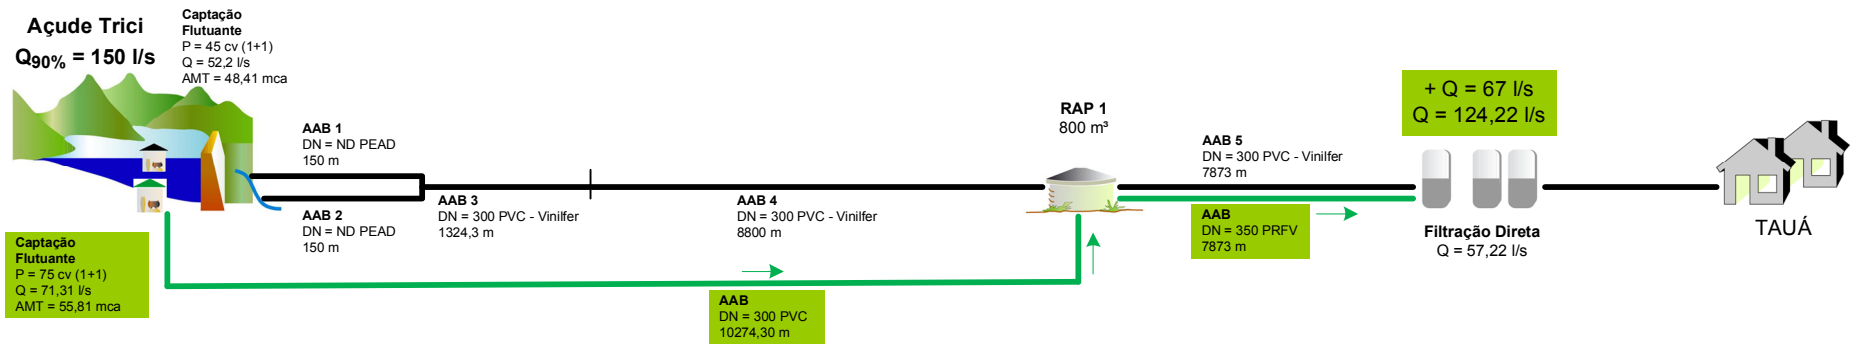 Açude Trici
Q90% = 150 l/s
Captação
Flutuante
P = 45 cv (1+1)
Q = 52,2 l/s
AMT = 48,41 mca
AAB 1
DN = ND PEAD
150 m
AAB 2
DN = ND PEAD
150 m
AAB 3
DN = 300 PVC - Vinilfer
1324,3 m
AAB 4
DN = 300 PVC - Vinilfer
8800 m
RAP 1
800 m³
AAB 5
DN = 300 PVC - Vinilfer
7873 m
AAB
DN = 350 PRFV
7873 m
+ Q = 67 l/s
Q = 124,22 l/s
Filtração Direta
Q = 57,22 l/s
TAUÁ
Captação
Flutuante
P = 75 cv (1+1)
Q = 71,31 l/s
AMT = 55,81 mca
AAB
DN = 300 PVC
10274,30 m